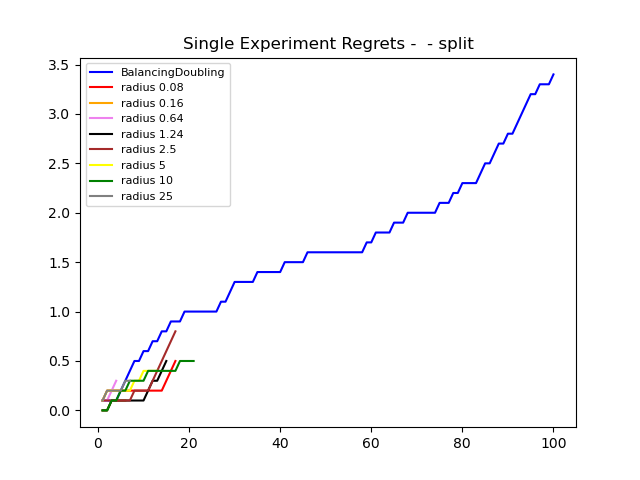 Single Experiment Regrets -  - split
BalancingDoubling
radius 0.08
radius 0.16
radius 0.64
radius 1.24
radius 2.5
radius 5
radius 10
radius 25
3.5
3.0
2.5
2.0
1.5
1.0
0.5
0.0
0 20 40 60 80 100